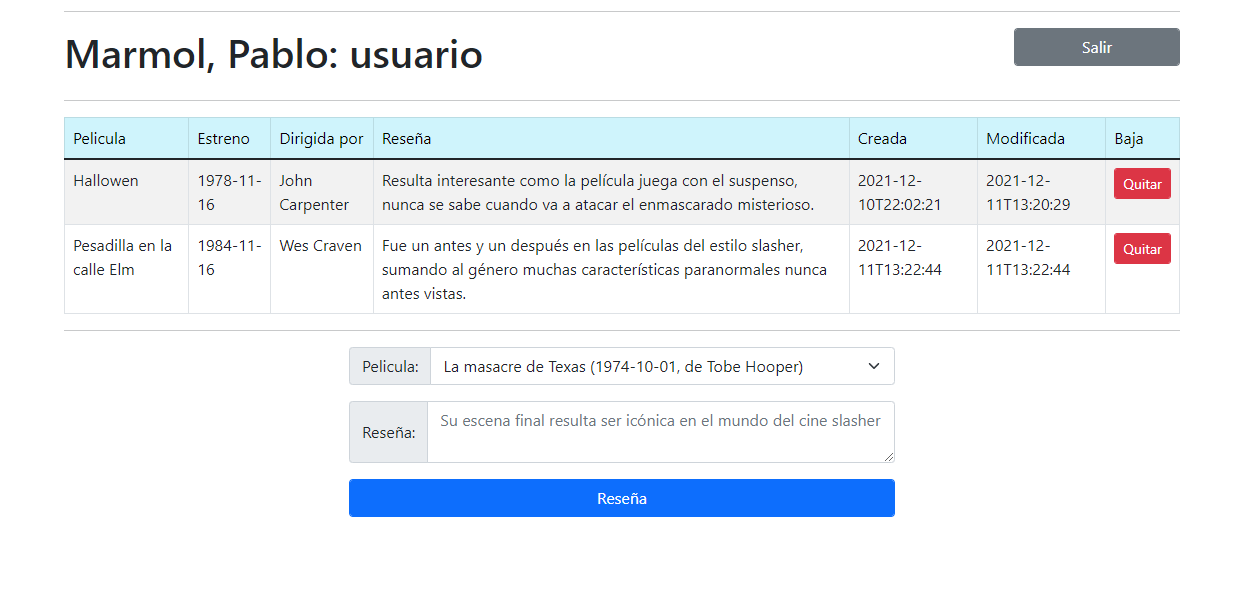 Marmol, Pablo: usuario
Salir
Pelicula Estreno Dirigida por Reseña Creada Modificada Baja
Hallowen 1978-11- John Resulta interesante como la película juega con el suspenso, 2021-12- 2021-12- Quitar
16 Carpenter nunca se sabe cuando va a atacar el enmascarado misterioso. 10T22:02:21 11T13:20:29
Pesadilla en la 1984-11- Wes Craven Fue un antes y un después en las películas del estilo slasher, 2021-12- 2021-12- Quitar
calle Elm 16 sumando al género muchas características paranormales nunca 11T13:22:44 11T13:22:44
antes vistas.
Pelicula: La masacre de Texas (1974-10-01, de Tobe Hooper)
Reseña: Su escena final resulta ser icónica en el mundo del cine slasher
Reseña